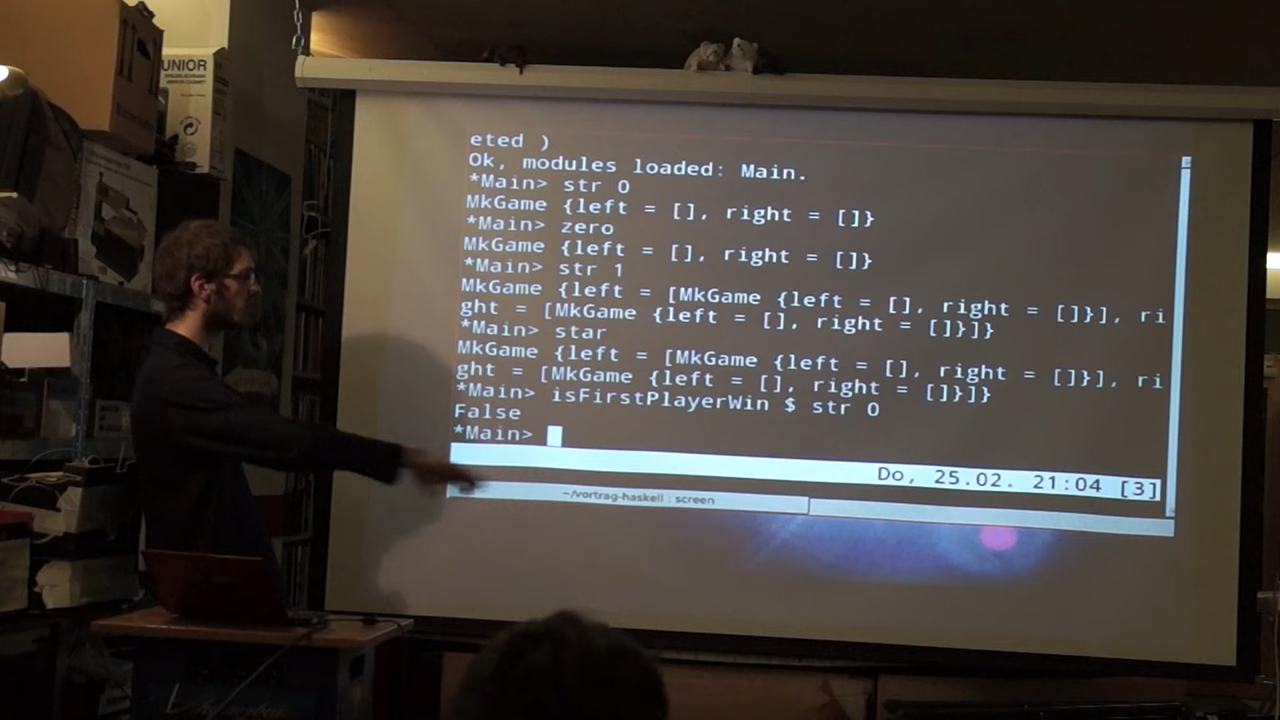 UNIOR
eted )
Ok, modules loaded: Main.
*Main> str 0
MkGame {left = [], right = []}
*Main> zero
MkGame {left = [], right = []}
*Main> str 1
MkGame {left = [MkGame {left = [], right = []}], ri
ght = [MkGame {left = [], right = []}]}
*Main> star
MkGame {left = [MkGame {left = [], right = []}], ri
ght = [MkGame {left = [], right = []}]}
*Main> isFirstPlayerWin $ str 0
False
*Main>
Do, 25.02. 21:04 [3]
~/vortrag-haskell : screen